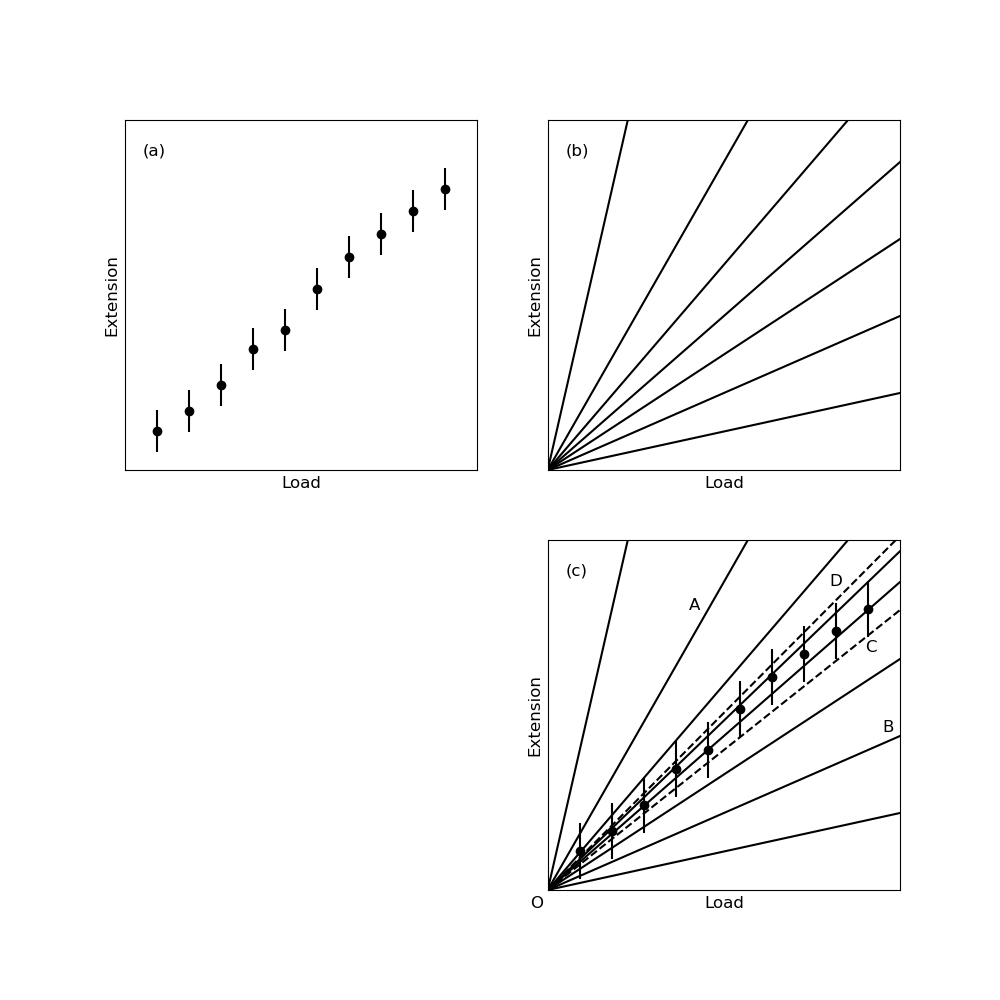 (a)
Extension
Load
(b)
Extension
Load
(c)
D
A
C
B
Extension
O
Load